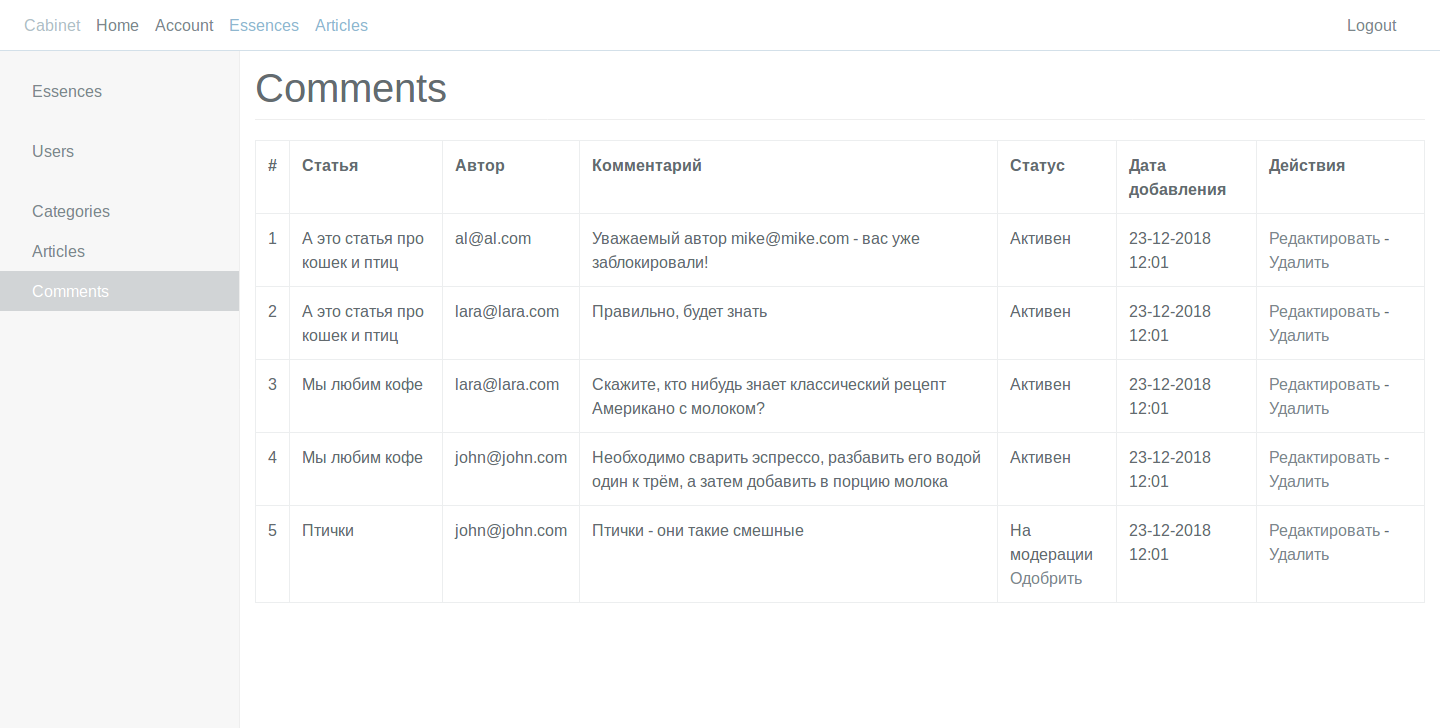 Cabinet Home Account Essences Articles Logout
Essences
Users
Categories
Articles
Comments
Comments
# Статья Автор Комментарий Статус Дата добавления Действия
1 А это статья про кошек и птиц al@al.com Уважаемый автор mike@mike.com - вас уже заблокировали! Активен 23-12-2018 12:01 Редактировать - Удалить
2 А это статья про кошек и птиц lara@lara.com Правильно, будет знать Активен 23-12-2018 12:01 Редактировать - Удалить
3 Мы любим кофе lara@lara.com Скажите, кто нибудь знает классический рецепт Американо с молоком? Активен 23-12-2018 12:01 Редактировать - Удалить
4 Мы любим кофе john@john.com Необходимо сварить эспрессо, разбавить его водой один к трём, а затем добавить в порцию молока Активен 23-12-2018 12:01 Редактировать - Удалить
5 Птички john@john.com Птички - они такие смешные На модерации Одобрить 23-12-2018 12:01 Редактировать - Удалить